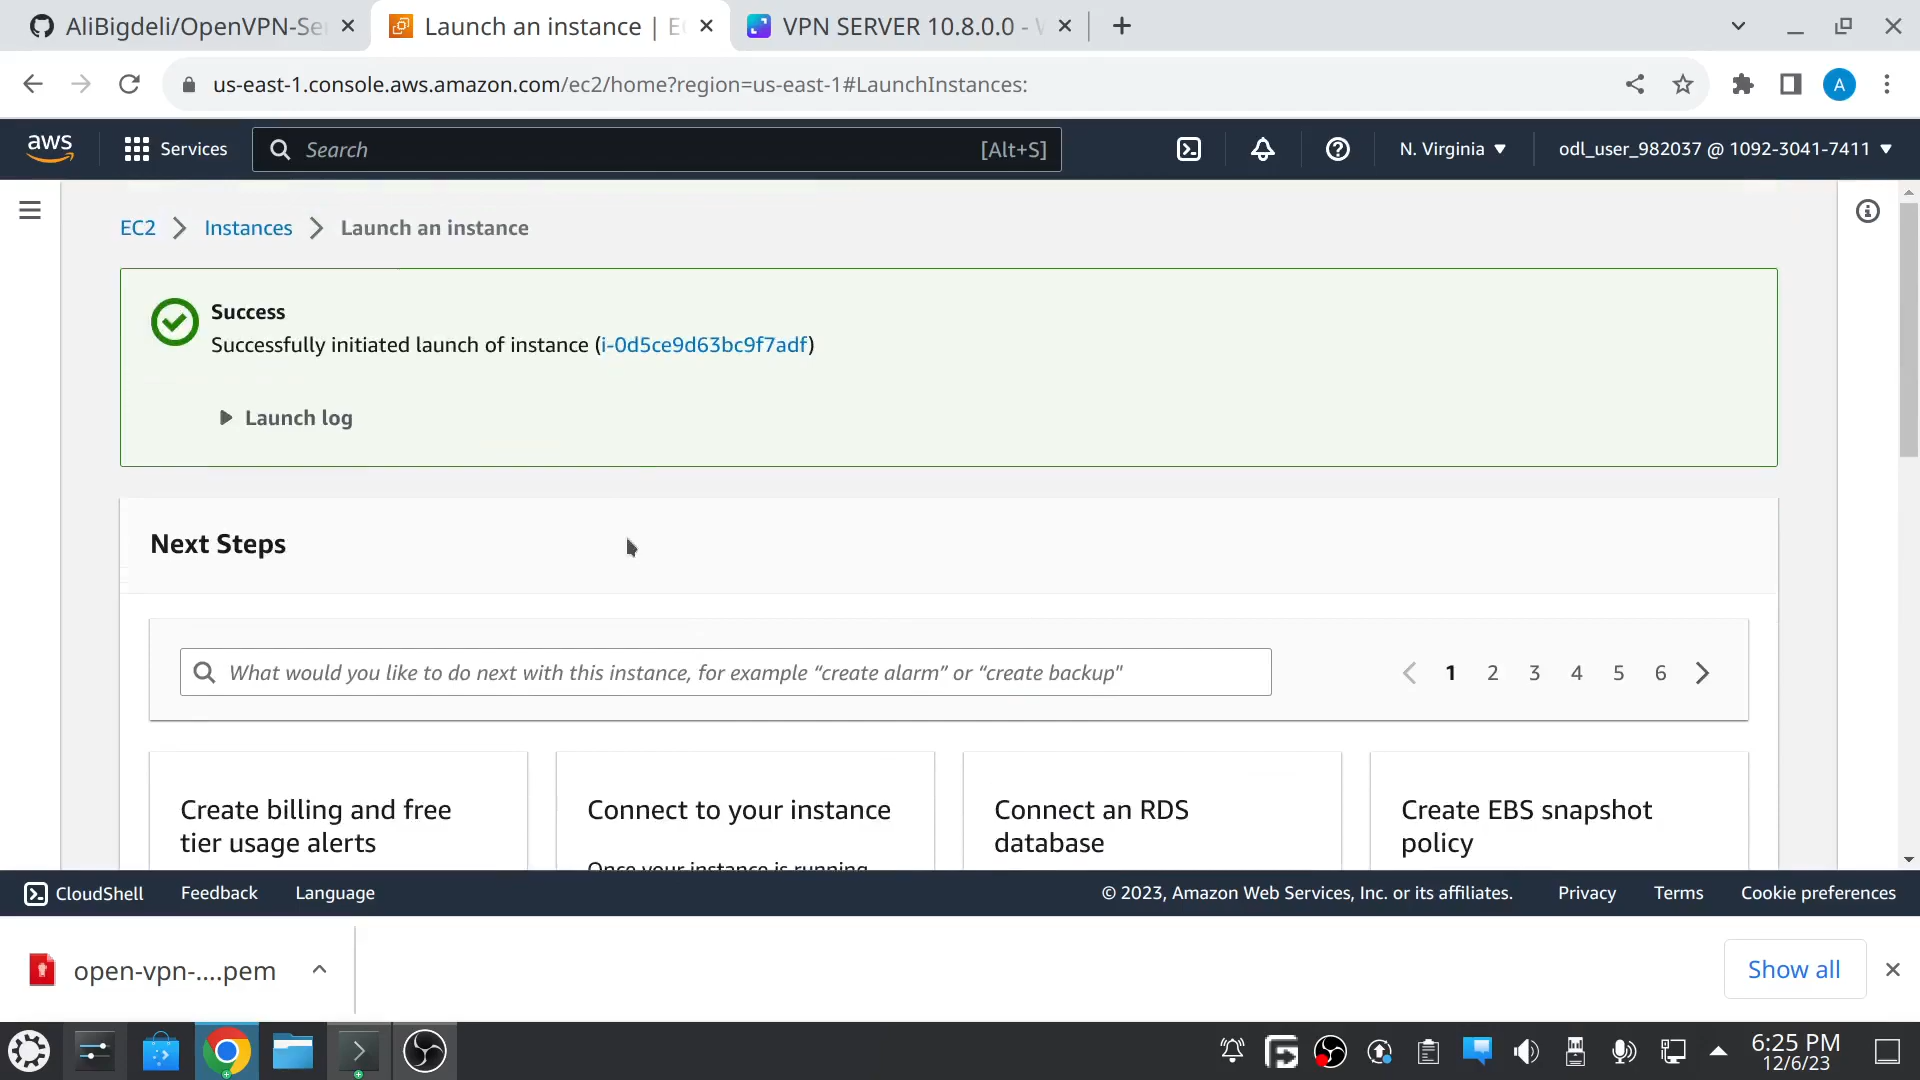 AliBigdeli/OpenVPN-Se
Launch an instance | E
VPN SERVER 10.8.0.0 -
us-east-1.console.aws.amazon.com/ec2/home?region=us-east-1#LaunchInstances:
A
aws
Services
Search
[Alt+S]
N. Virginia
odl_user_982037 @ 1092-3041-7411
EC2
Instances
Launch an instance
Success
Successfully initiated launch of instance (i-0d5ce9d63bc9f7adf)
Launch log
Next Steps
What would you like to do next with this instance, for example “create alarm” or “create backup"
1 2 3 4 5 6
Create billing and free
tier usage alerts
Connect to your instance
Once your instance is running
Connect an RDS
database
Create EBS snapshot
policy
CloudShell
Feedback
Language
© 2023, Amazon Web Services, Inc. or its affiliates.
Privacy
Terms
Cookie preferences
open-vpn-....pem
Show all
6:25 PM
12/6/23